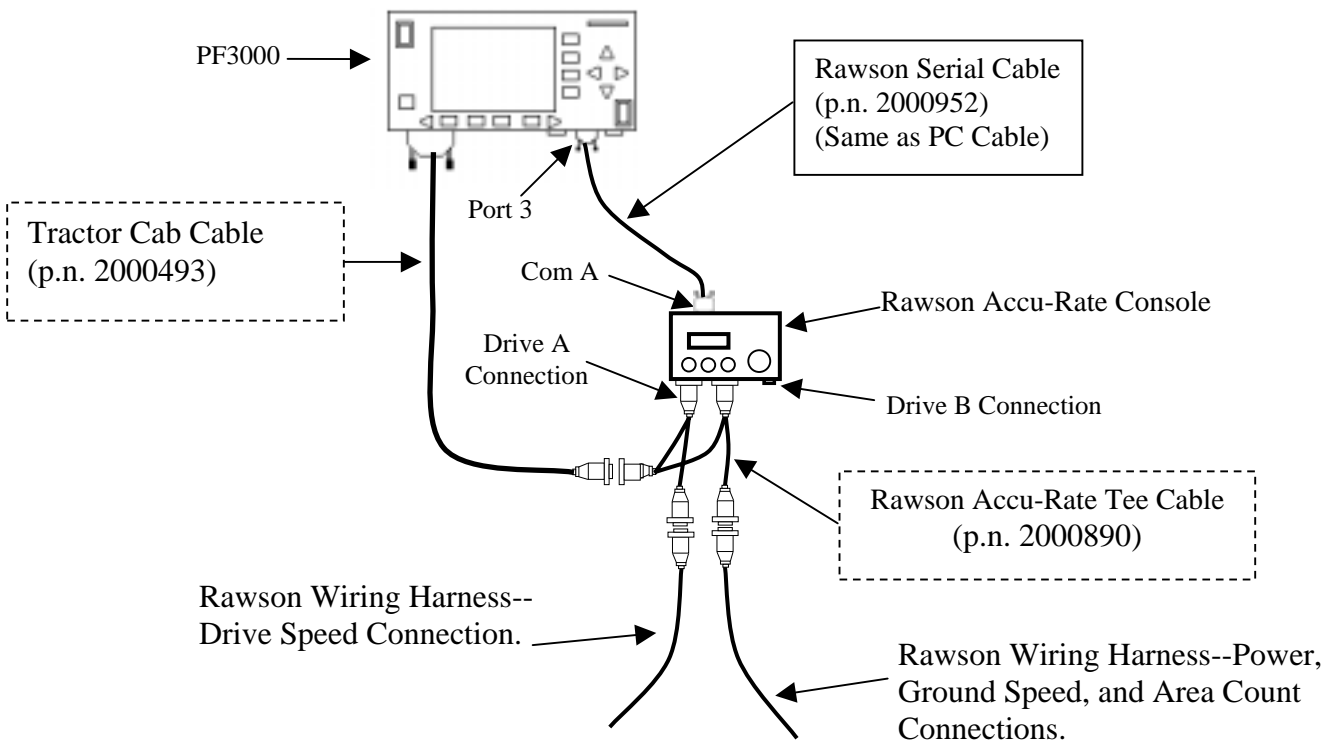 PF3000
Rawson Serial Cable
(p.n. 2000952)
(Same as PC Cable)
Port 3
Tractor Cab Cable
(p.n. 2000493)
Com A
Rawson Accu-Rate Console
Drive A
Connection
Drive B Connection
Rawson Accu-Rate Tee Cable
(p.n. 2000890)
Rawson Wiring Harness--
Drive Speed Connection.
Rawson Wiring Harness--Power,
Ground Speed, and Area Count
Connections.